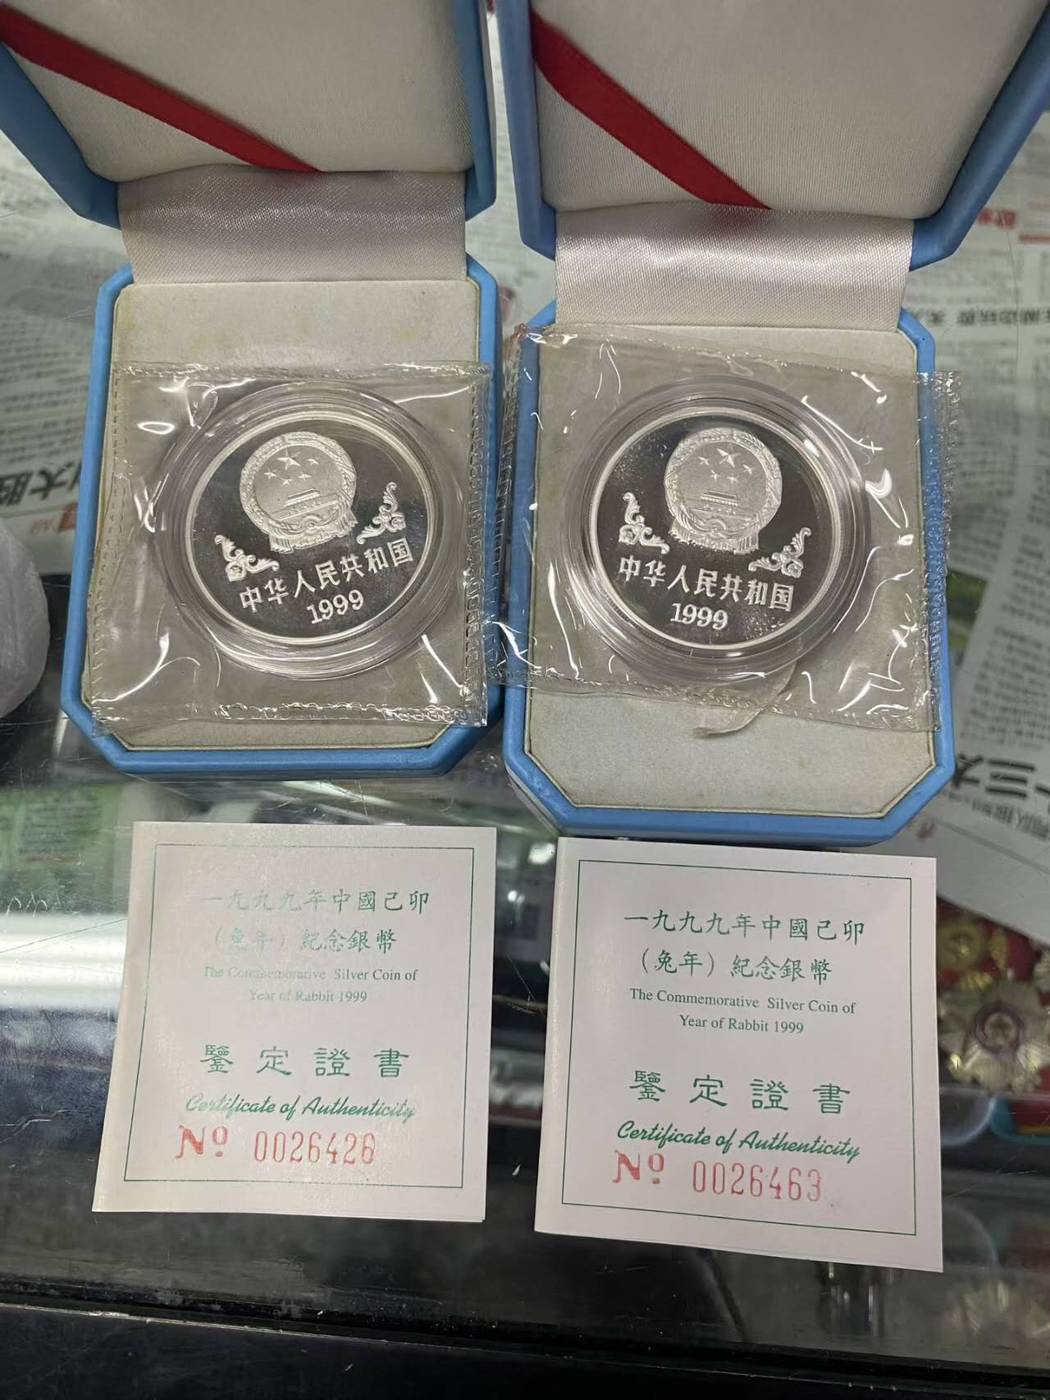 中华人民共和国
1999
中华人民共和国
1999
一九九九年中國己卯
（兔年）紀念銀幣
The Commemorative Silver Coin of
Year of Rabbit 1999
鑒定證書
Certificate of Authenticity
Nº 0026426
一九九九年中國己卯
（兔年）紀念銀幣
The Commemorative Silver Coin of
Year of Rabbit 1999
鑒定證書
Certificate of Authenticity
Nº 0026463